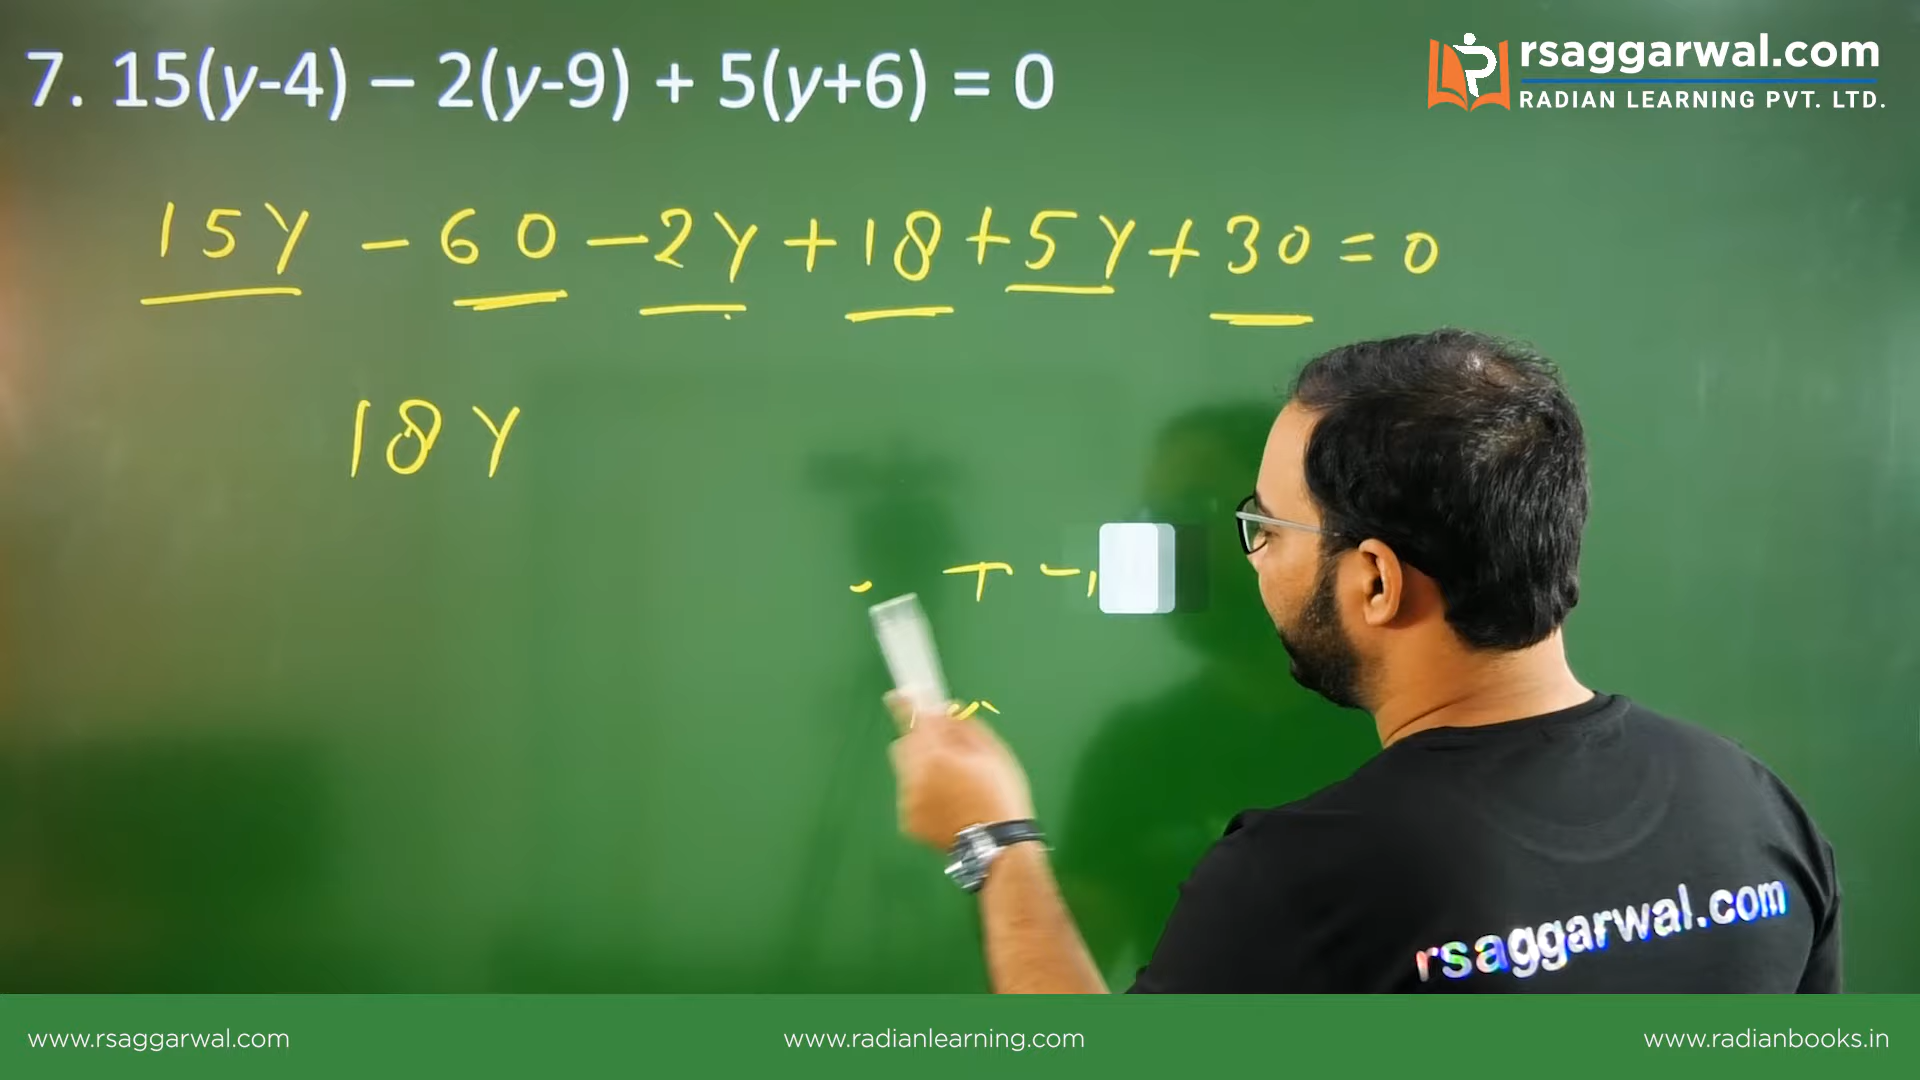 7. 15(y-4) – 2(y-9) + 5(y+6) = 0
rsaggarwal.com
RADIAN LEARNING PVT. LTD.
15Y - 60 - 2Y + 18 + 5Y + 30 = 0
18Y
rsaggarwal.com
www.rsaggarwal.com
www.radianlearning.com
www.radianbooks.in